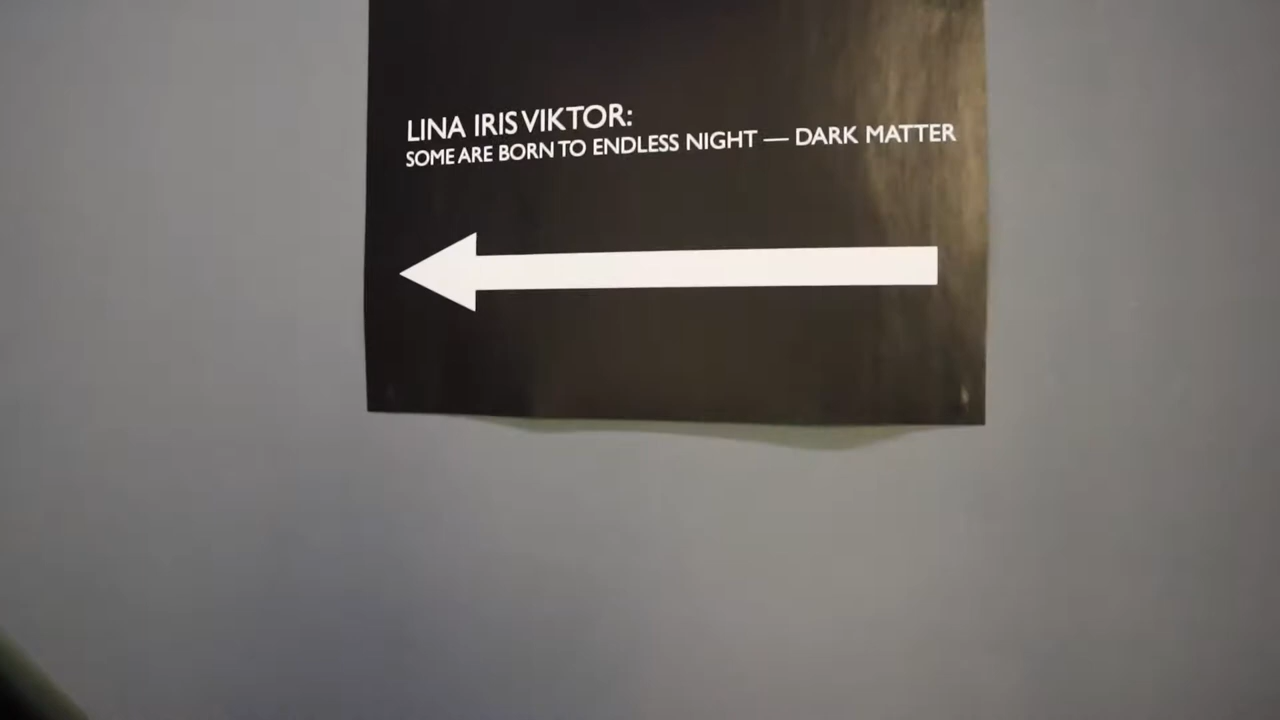 LINA IRIS VIKTOR:
SOME ARE BORN TO ENDLESS NIGHT — DARK MATTER